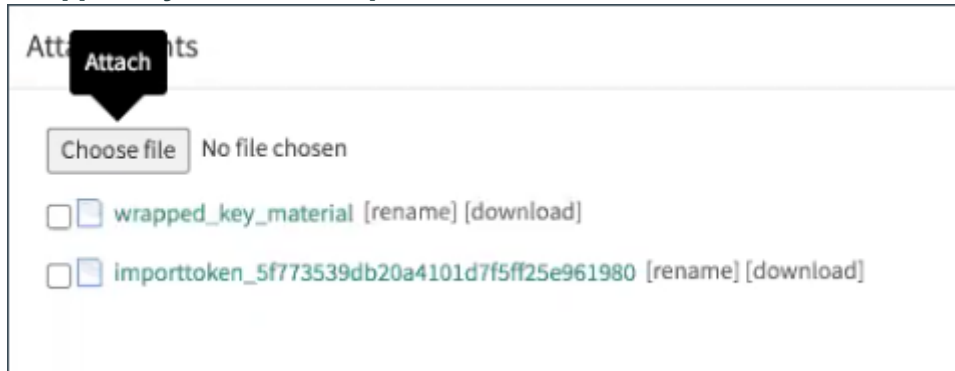 Attach
Choose file No file chosen
wrapped_key_material [rename] [download]
importtoken_5f773539db20a4101d7f5ff25e961980 [rename] [download]